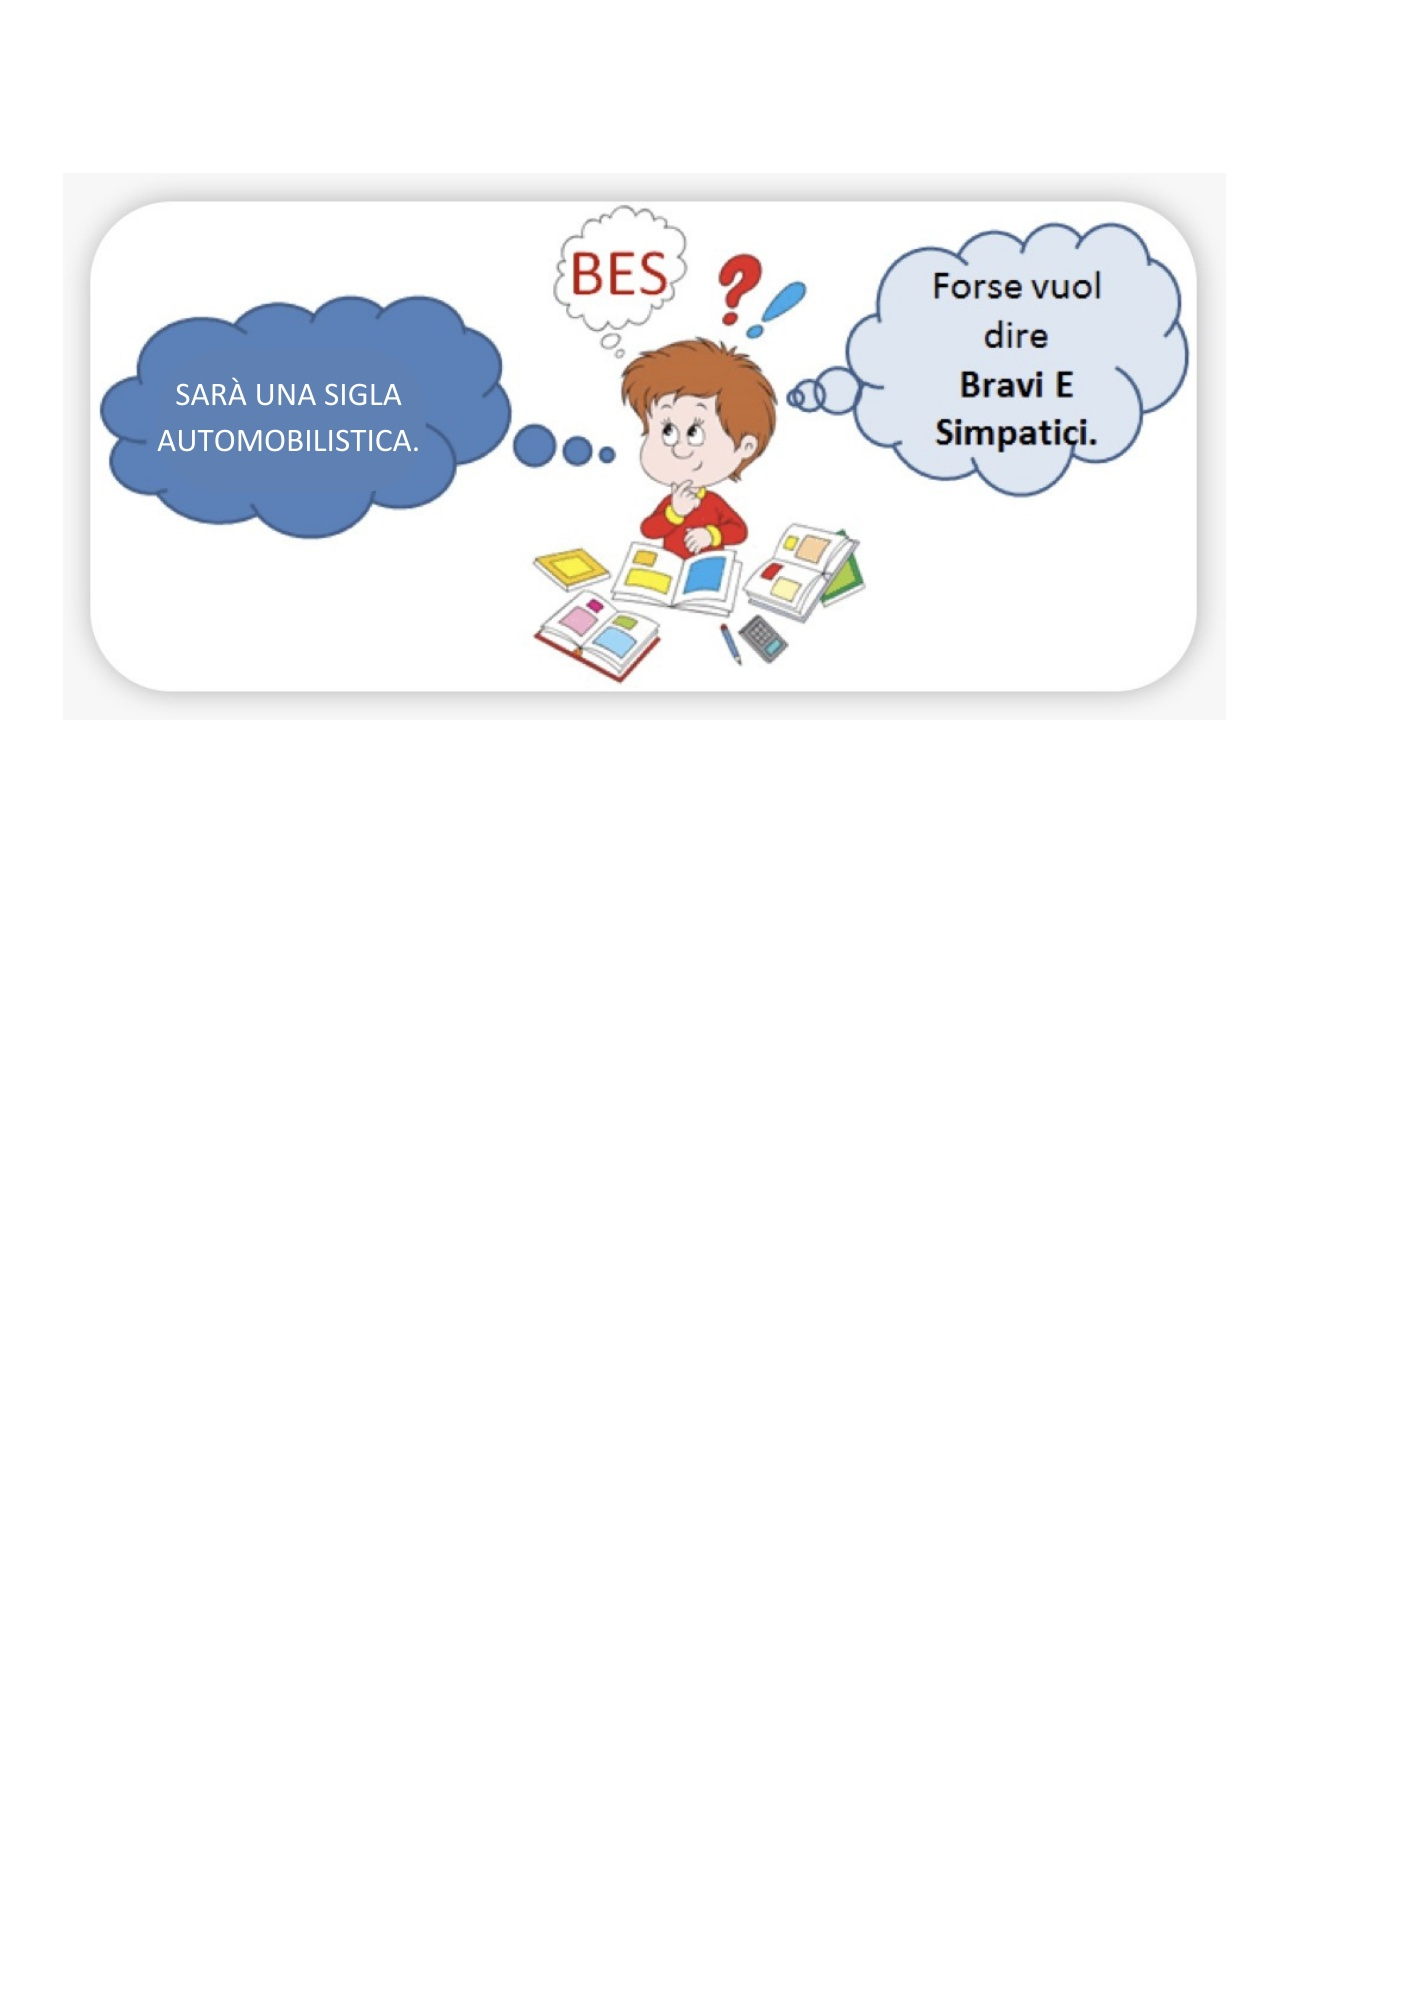 BES
SARÀ UNA SIGLA
AUTOMOBILISTICA.
Forse vuol
dire
Bravi E
Simpatici.